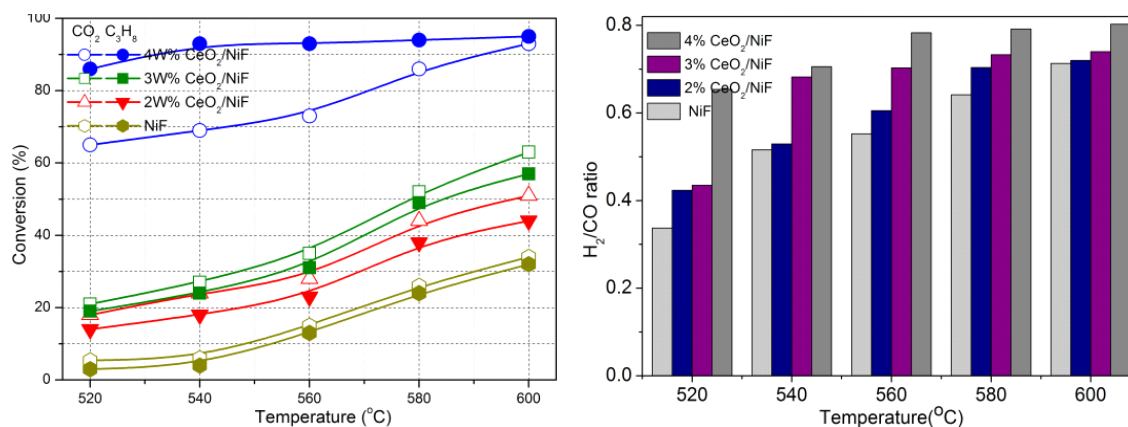 CO₂ C₃H₈
4W% CeO₂/NiF
3W% CeO₂/NiF
2W% CeO₂/NiF
NiF
Conversion (%)
100
80
60
40
20
0
520 540 560 580 600
Temperature (°C)
4% CeO₂/NiF
3% CeO₂/NiF
2% CeO₂/NiF
NiF
H₂/CO ratio
0.8
0.6
0.4
0.2
0.0
520 540 560 580 600
Temperature(°C)